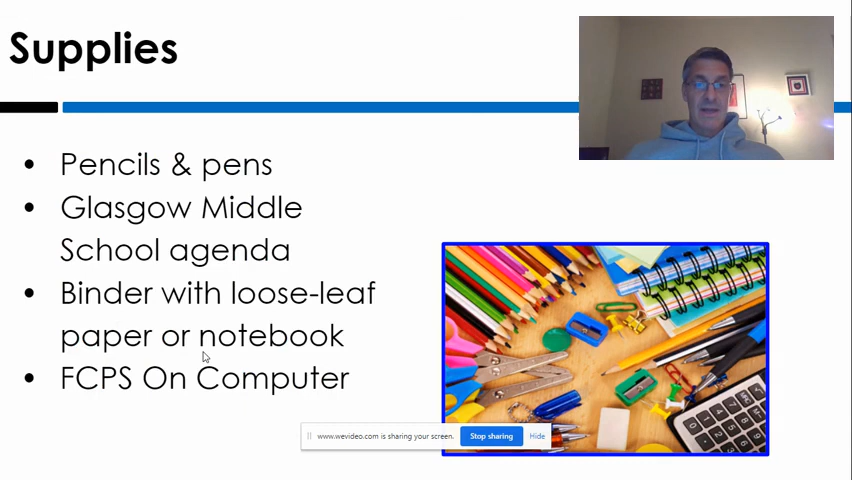 Supplies
• Pencils & pens
• Glasgow Middle
School agenda
• Binder with loose-leaf
paper or notebook
• FCPS On Computer
www.wevideo.com is sharing your screen. Stop sharing Hide